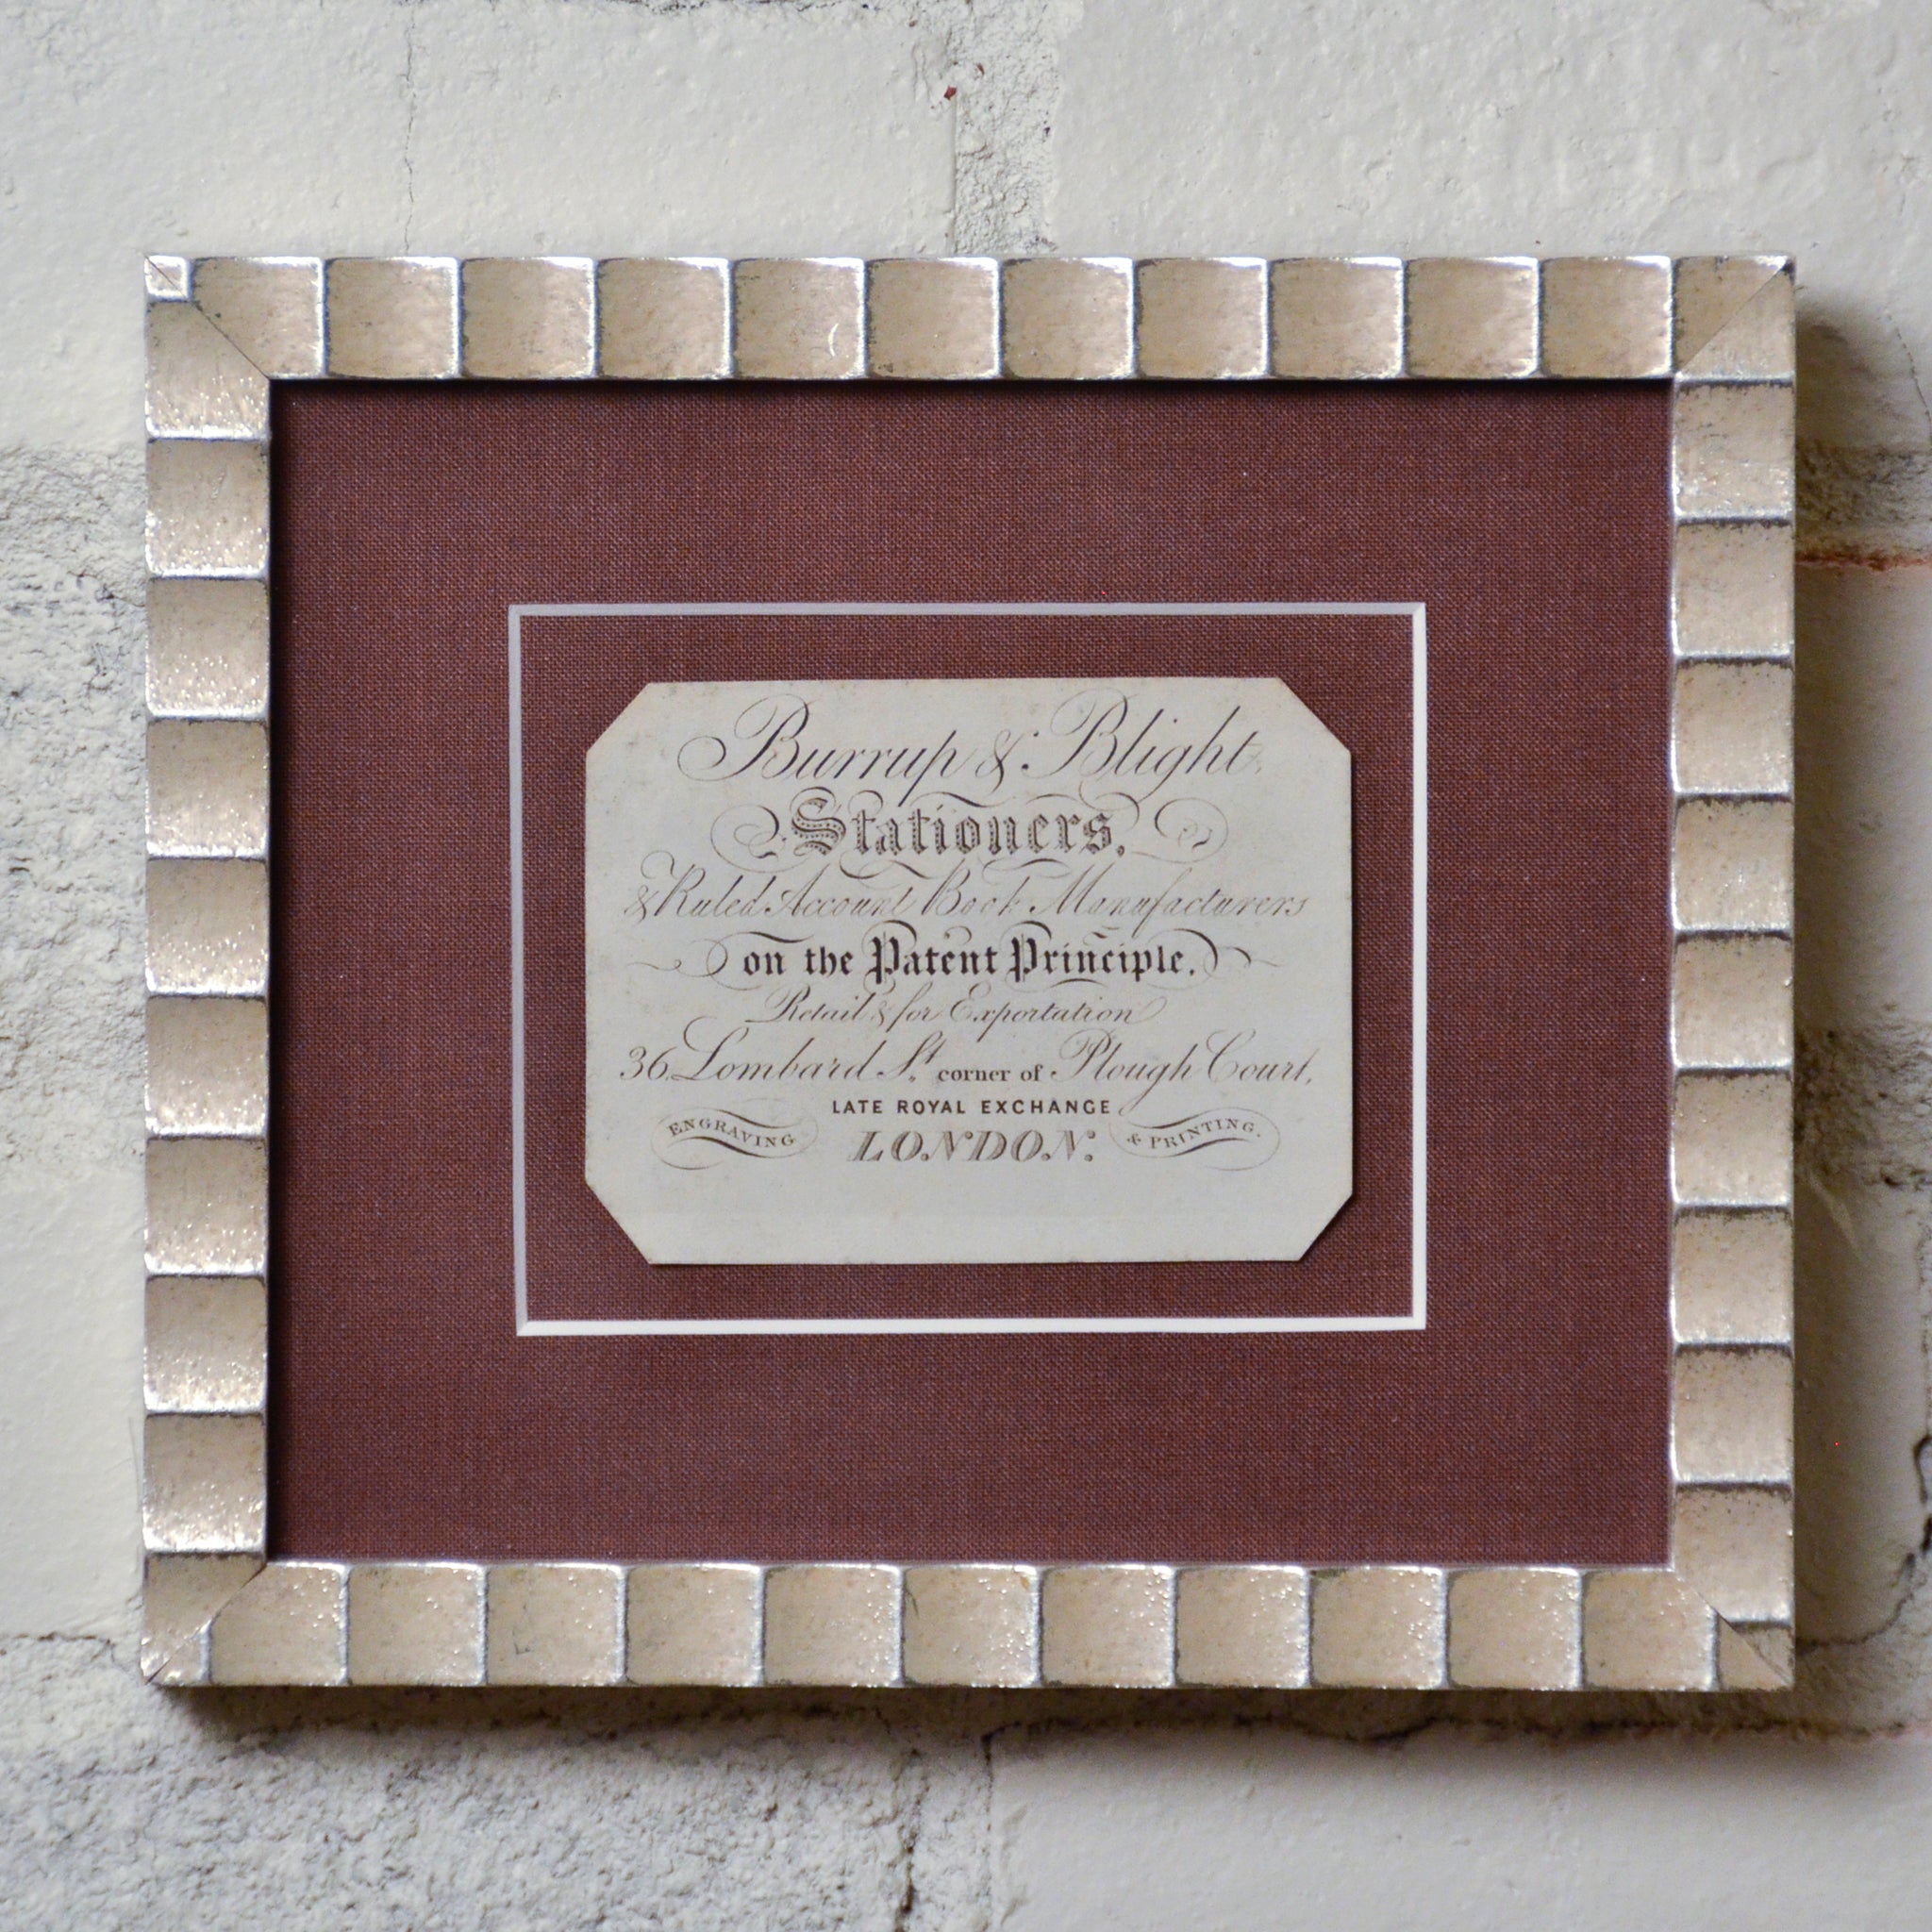 Burrup & Blight,
Stationers,
& Ruled Account Book Manufacturers
on the Patent Principle.
Retail & for Exportation
36, Lombard St. corner of Plough Court,
LATE ROYAL EXCHANGE
ENGRAVING LONDON. & PRINTING.